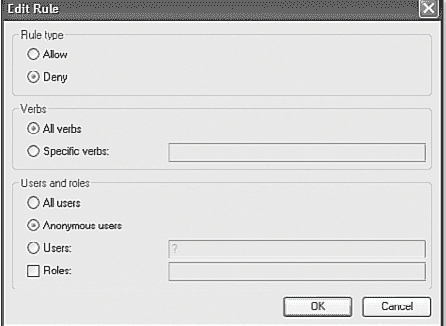 Edit Rule
Rule type
Allow
Deny
Verbs
All verbs
Specific verbs:
Users and roles
All users
Anonymous users
Users: ?
Roles:
OK Cancel